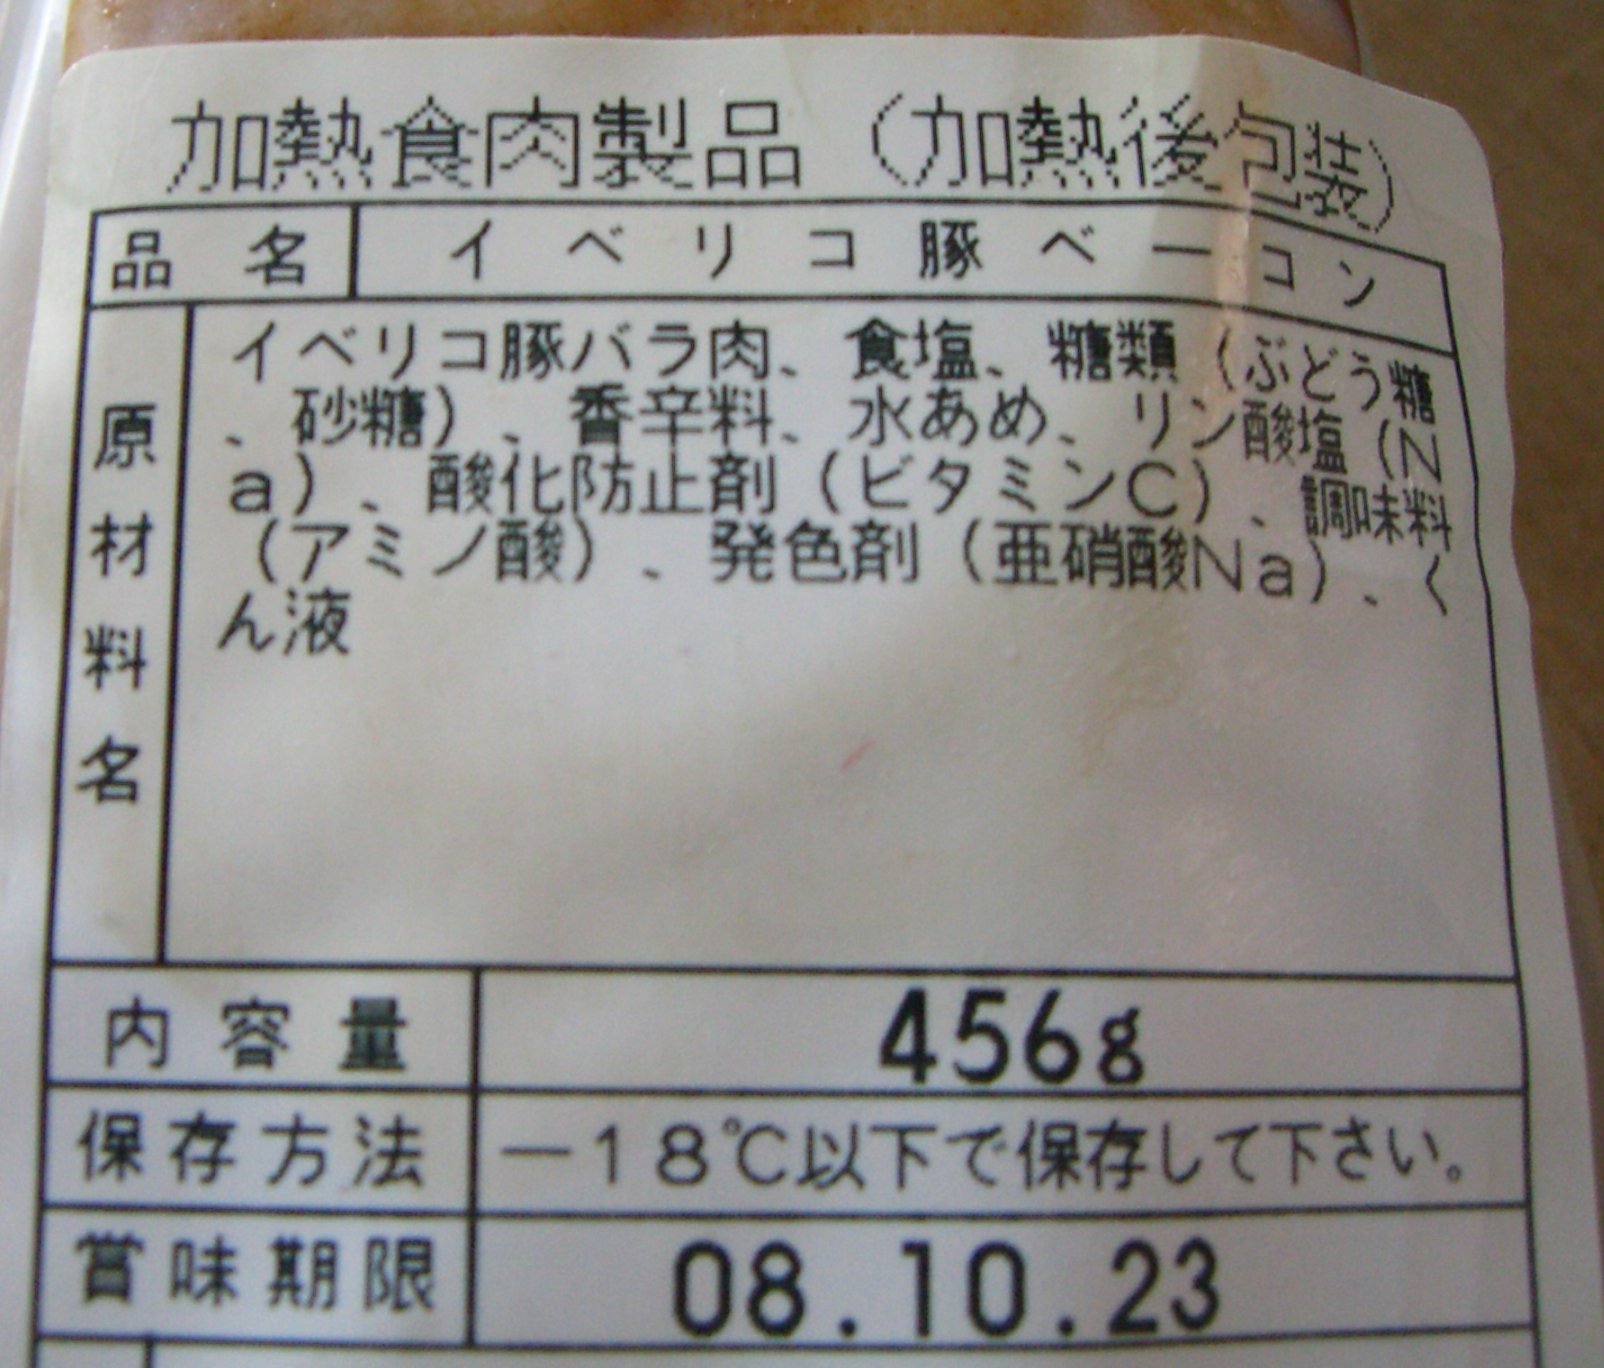 加熱食肉製品（加熱後包装）
品名 イベリコ豚ベーコン
原材料名
イベリコ豚バラ肉、食塩、糖類（ぶどう糖
、砂糖）、香辛料、水あめ、リン酸塩（N
a）、酸化防止剤（ビタミンC）、調味料
（アミノ酸）、発色剤（亜硝酸Na）、く
ん液
内容量 456g
保存方法 −18℃以下で保存して下さい。
賞味期限 08.10.23